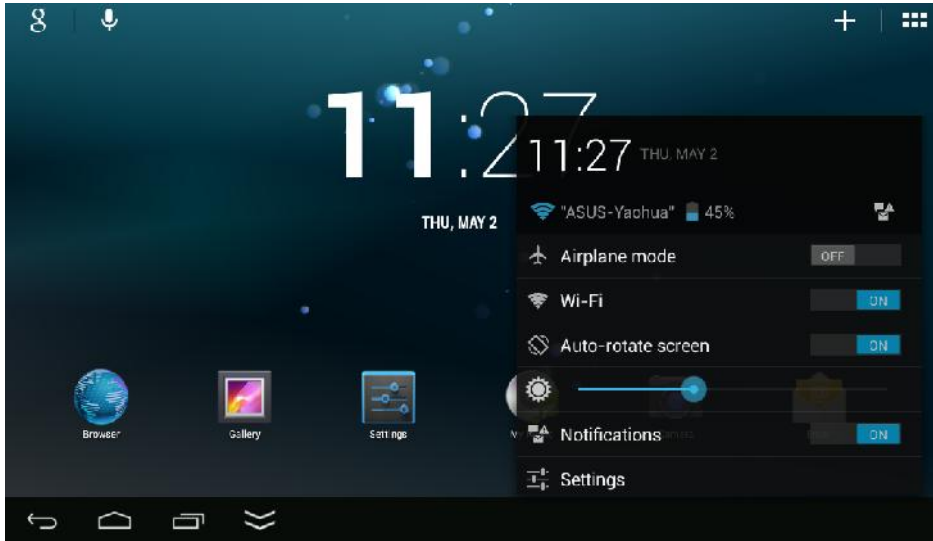 11:27
THU, MAY 2
11:27 THU, MAY 2
"ASUS-Yaohua" 45%
Airplane mode OFF
Wi-Fi ON
Auto-rotate screen ON
Notifications ON
Settings
Browser
Gallery
Settings